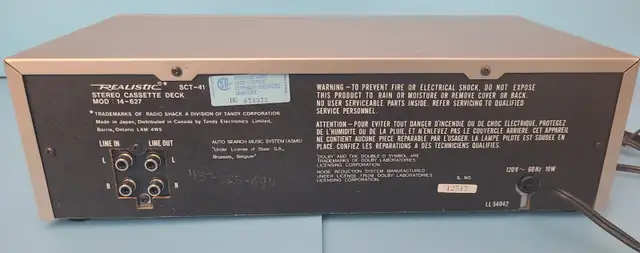 REALISTIC®* SCT-41
STEREO CASSETTE DECK
MOD : 14-627
*TRADEMARKS OF RADIO SHACK A DIVISION OF TANDY CORPORATION
Made in Japan, Distributed in Canada by Tandy Electronics Limited,
Barrie, Ontario L4M 4W5
LINE IN LINE OUT
L L
R R
AUTO SEARCH MUSIC SYSTEM (ASMS)
"Under License of Staar S.A.,
Brussels, Belgium"
WARNING — TO PREVENT FIRE OR ELECTRICAL SHOCK, DO NOT EXPOSE
THIS PRODUCT TO RAIN OR MOISTURE OR REMOVE COVER OR BACK.
NO USER SERVICEABLE PARTS INSIDE. REFER SERVICING TO QUALIFIED
SERVICE PERSONNEL.
ATTENTION — POUR EVITER TOUT DANGER D'INCENDIE OU DE CHOC ELECTRIQUE, PROTEGEZ
DE L'HUMIDITE OU DE LA PLUIE, ET N'ENLEVEZ PAS LE COUVERCLE ARRIERE. CET APPAREIL
NE CONTIENT AUCUNE PIECE REPARABLE PAR L'USAGER. LA LAMPE PILOTE EST SOUDEE EN
PLACE. CONFIEZ LES REPARATIONS A DES TECHNICIENS QUALIFIES.
'DOLBY' AND THE DOUBLE-D SYMBOL ARE
TRADEMARKS OF DOLBY LABORATORIES
LICENSING CORPORATION.
NOISE REDUCTION SYSTEM MANUFACTURED
UNDER LICENSE FROM DOLBY LABORATORIES
LICENSING CORPORATION.
S. NO.
12515
120V~ 60Hz 10W
LL 54842